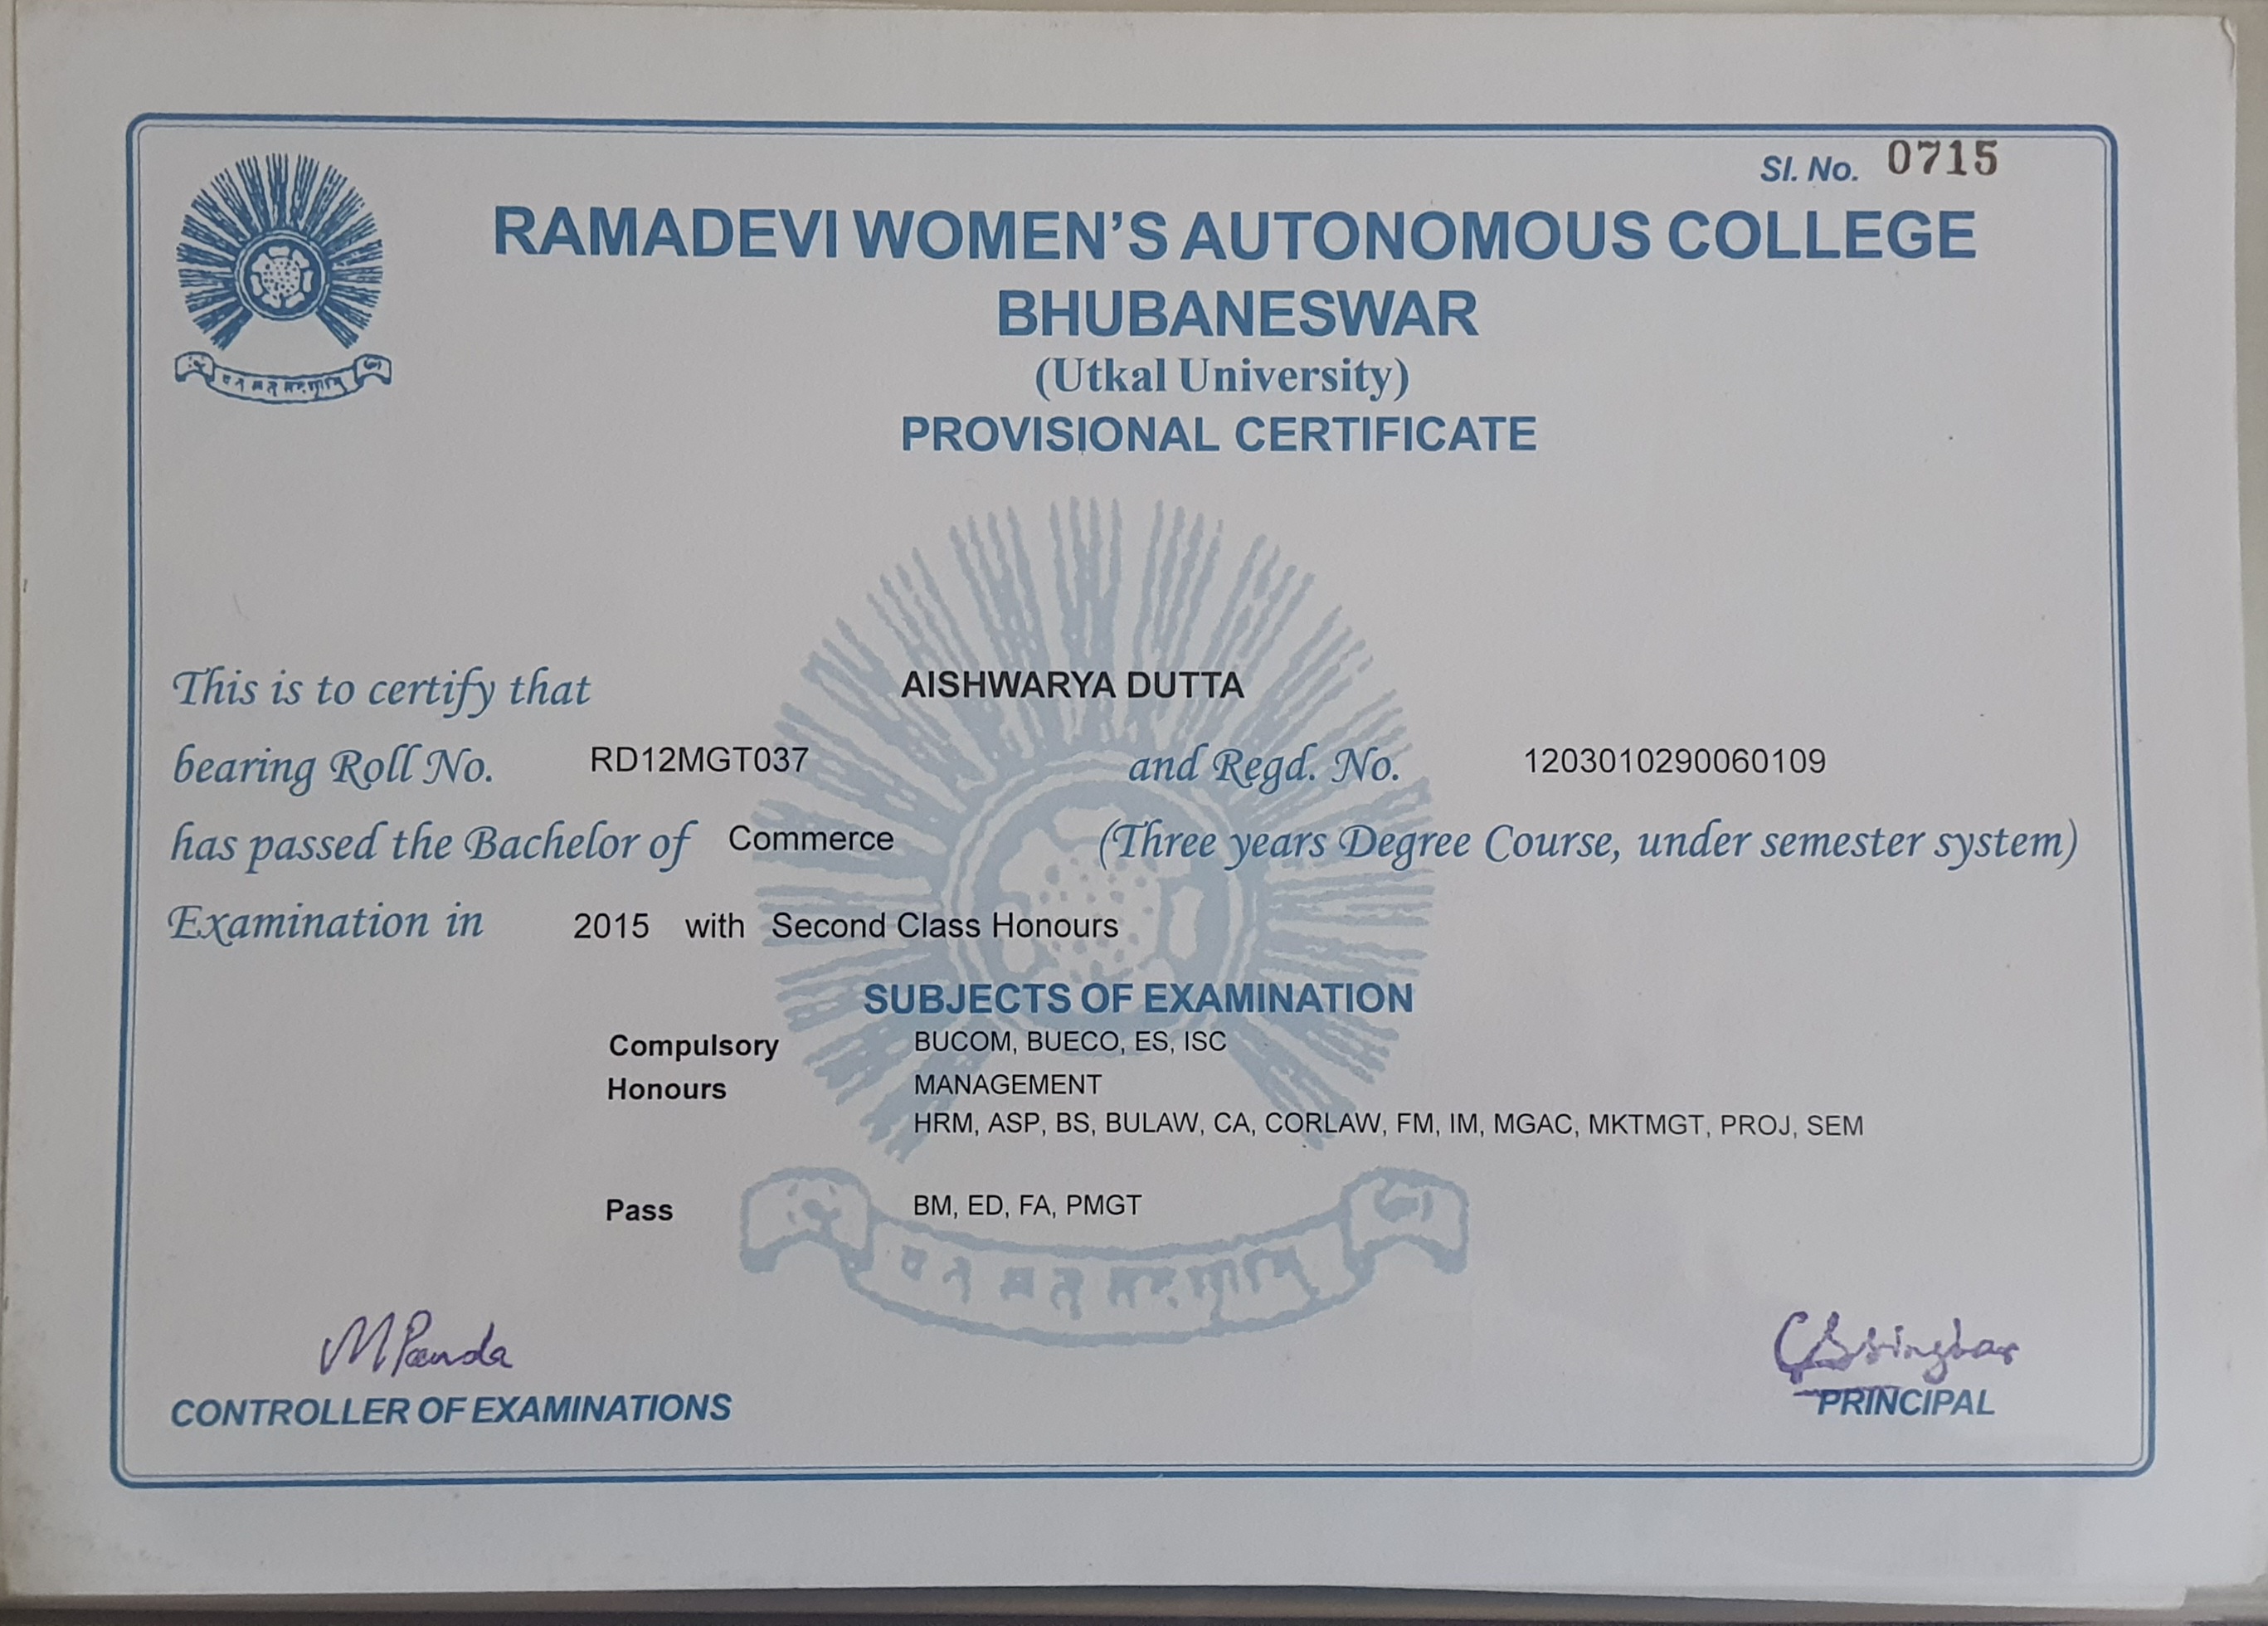 Sl. No. 0715
RAMADEVI WOMEN'S AUTONOMOUS COLLEGE
BHUBANESWAR
(Utkal University)
PROVISIONAL CERTIFICATE
This is to certify that AISHWARYA DUTTA
bearing Roll No. RD12MGT037 and Regd. No. 1203010290060109
has passed the Bachelor of Commerce (Three years Degree Course, under semester system)
Examination in 2015 with Second Class Honours
SUBJECTS OF EXAMINATION
Compulsory BUCOM, BUECO, ES, ISC
Honours MANAGEMENT
HRM, ASP, BS, BULAW, CA, CORLAW, FM, IM, MGAC, MKTMGT, PROJ, SEM
Pass BM, ED, FA, PMGT
M Panda
CONTROLLER OF EXAMINATIONS
PRINCIPAL